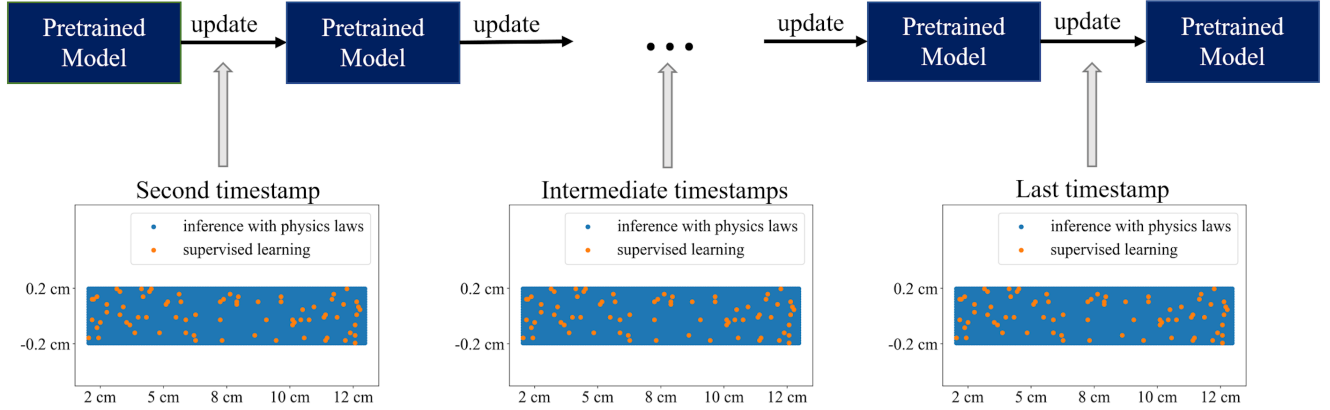 Pretrained
Model
update
Pretrained
Model
update
...
update
Pretrained
Model
update
Pretrained
Model
Second timestamp
inference with physics laws
supervised learning
0.2 cm
-0.2 cm
2 cm
5 cm
8 cm
10 cm
12 cm
Intermediate timestamps
inference with physics laws
supervised learning
0.2 cm
-0.2 cm
2 cm
5 cm
8 cm
10 cm
12 cm
Last timestamp
inference with physics laws
supervised learning
0.2 cm
-0.2 cm
2 cm
5 cm
8 cm
10 cm
12 cm